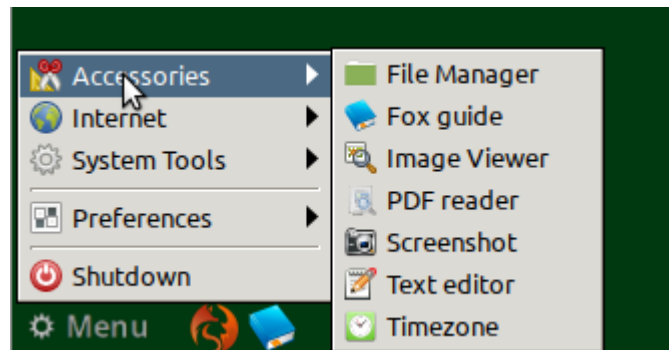 Accessories
Internet
System Tools
Preferences
Shutdown
Menu
File Manager
Fox guide
Image Viewer
PDF reader
Screenshot
Text editor
Timezone